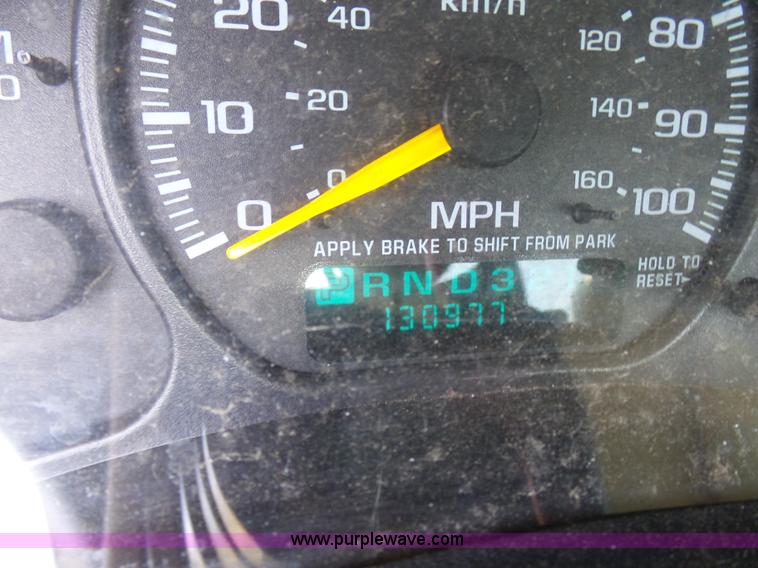 km/h
20 40 120 80
10 20 140 90
0 0 160 100
MPH
APPLY BRAKE TO SHIFT FROM PARK
HOLD TO
RESET
P R N D 3
130977
www.purplewave.com